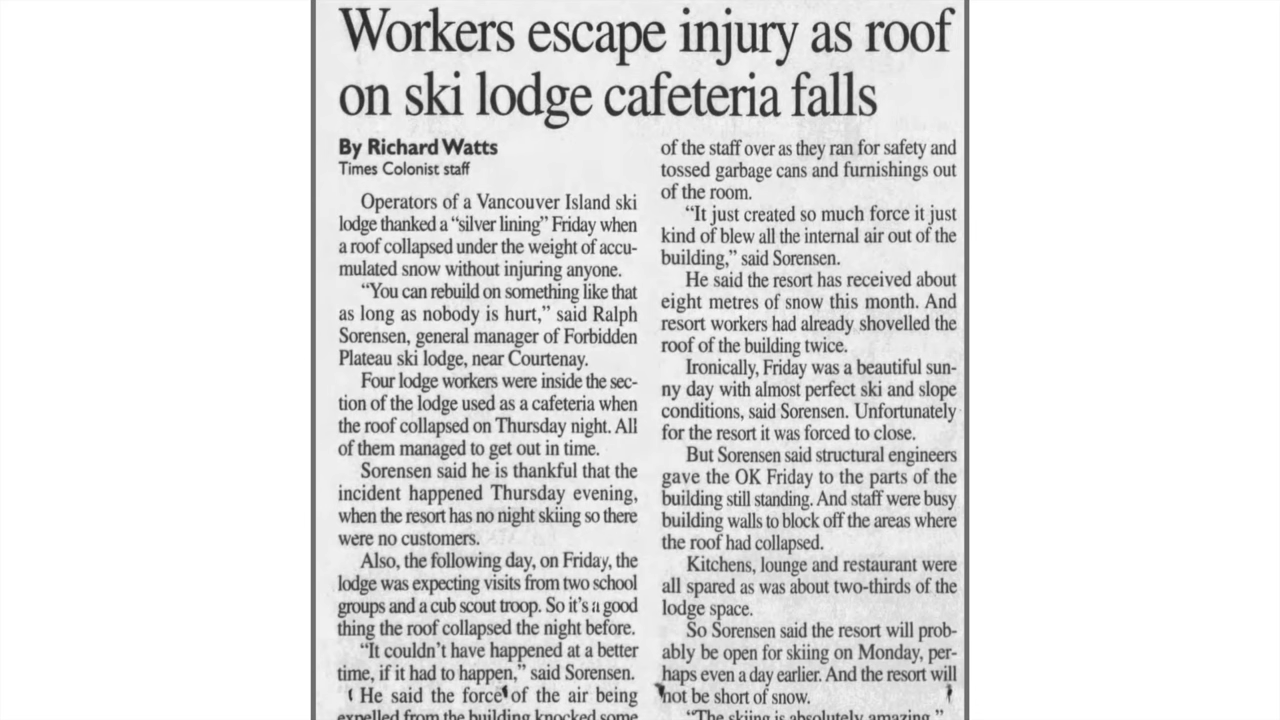 Workers escape injury as roof
on ski lodge cafeteria falls
By Richard Watts
Times Colonist staff
Operators of a Vancouver Island ski
lodge thanked a “silver lining” Friday when
a roof collapsed under the weight of accu-
mulated snow without injuring anyone.
“You can rebuild on something like that
as long as nobody is hurt,” said Ralph
Sorensen, general manager of Forbidden
Plateau ski lodge, near Courtenay.
Four lodge workers were inside the sec-
tion of the lodge used as a cafeteria when
the roof collapsed on Thursday night. All
of them managed to get out in time.
Sorensen said he is thankful that the
incident happened Thursday evening,
when the resort has no night skiing so there
were no customers.
Also, the following day, on Friday, the
lodge was expecting visits from two school
groups and a cub scout troop. So it’s a good
thing the roof collapsed the night before.
“It couldn’t have happened at a better
time, if it had to happen,” said Sorensen.
He said the force of the air being
expelled from the building knocked some
of the staff over as they ran for safety and
tossed garbage cans and furnishings out
of the room.
“It just created so much force it just
kind of blew all the internal air out of the
building,” said Sorensen.
He said the resort has received about
eight metres of snow this month. And
resort workers had already shovelled the
roof of the building twice.
Ironically, Friday was a beautiful sun-
ny day with almost perfect ski and slope
conditions, said Sorensen. Unfortunately
for the resort it was forced to close.
But Sorensen said structural engineers
gave the OK Friday to the parts of the
building still standing. And staff were busy
building walls to block off the areas where
the roof had collapsed.
Kitchens, lounge and restaurant were
all spared as was about two-thirds of the
lodge space.
So Sorensen said the resort will prob-
ably be open for skiing on Monday, per-
haps even a day earlier. And the resort will
not be short of snow.
“The skiing is absolutely amazing,”